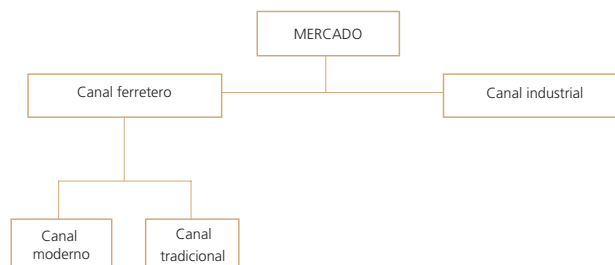 MERCADO
Canal ferretero
Canal industrial
Canal
moderno
Canal
tradicional